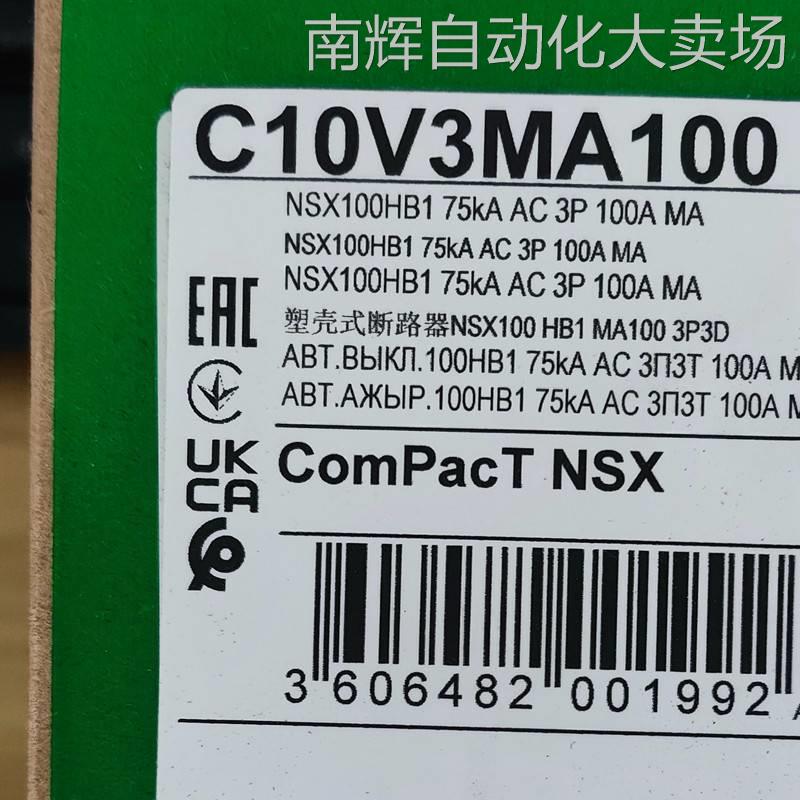 南辉自动化大卖场
C10V3MA100
NSX100HB1 75kA AC 3P 100A MA
NSX100HB1 75kA AC 3P 100A MA
NSX100HB1 75kA AC 3P 100A MA
塑壳式断路器NSX100 HB1 MA100 3P3D
АВТ.ВЫКЛ.100HB1 75kA AC 3П3Т 100A M
АВТ.АЖЫР.100HB1 75kA AC 3П3Т 100A M
EAC
UK
CA
ComPacT NSX
3 606482 001992